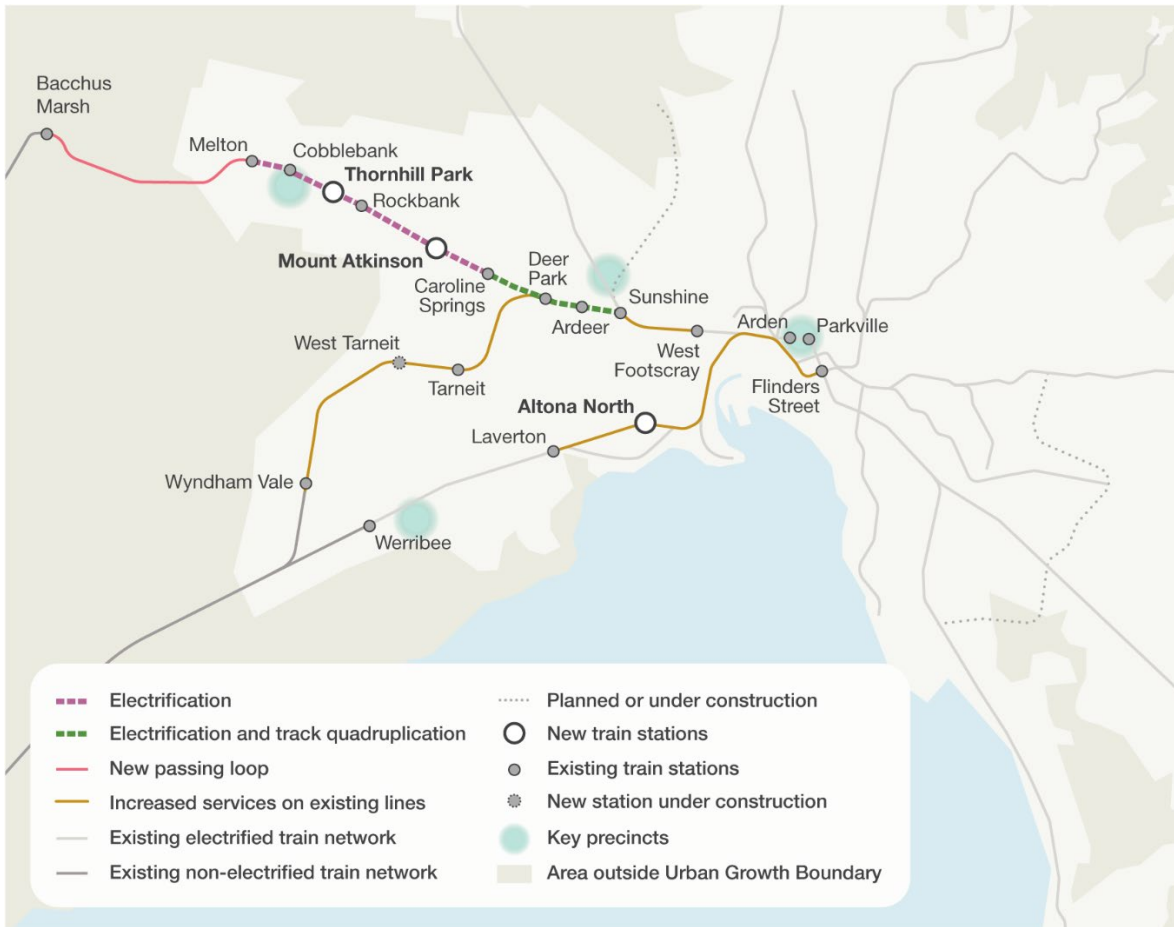 Bacchus
Marsh
Melton
Cobblebank
Thornhill Park
Rockbank
Mount Atkinson
Caroline
Springs
Deer
Park
Ardeer
Sunshine
West Tarneit
Tarneit
West
Footscray
Arden
Parkville
Flinders
Street
Altona North
Laverton
Wyndham Vale
Werribee
Electrification
Electrification and track quadruplication
New passing loop
Increased services on existing lines
Existing electrified train network
Existing non-electrified train network
Planned or under construction
New train stations
Existing train stations
New station under construction
Key precincts
Area outside Urban Growth Boundary